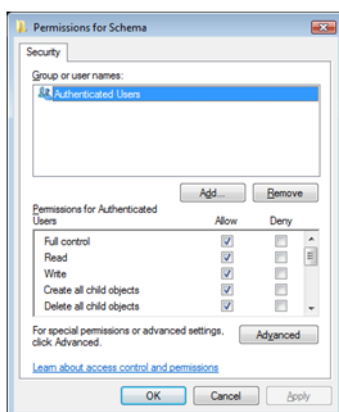 Permissions for Schema
Security
Group or user names:
Authenticated Users
Add... Remove
Permissions for Authenticated
Users Allow Deny
Full control
Read
Write
Create all child objects
Delete all child objects
For special permissions or advanced settings,
click Advanced. Advanced
Learn about access control and permissions
OK Cancel Apply